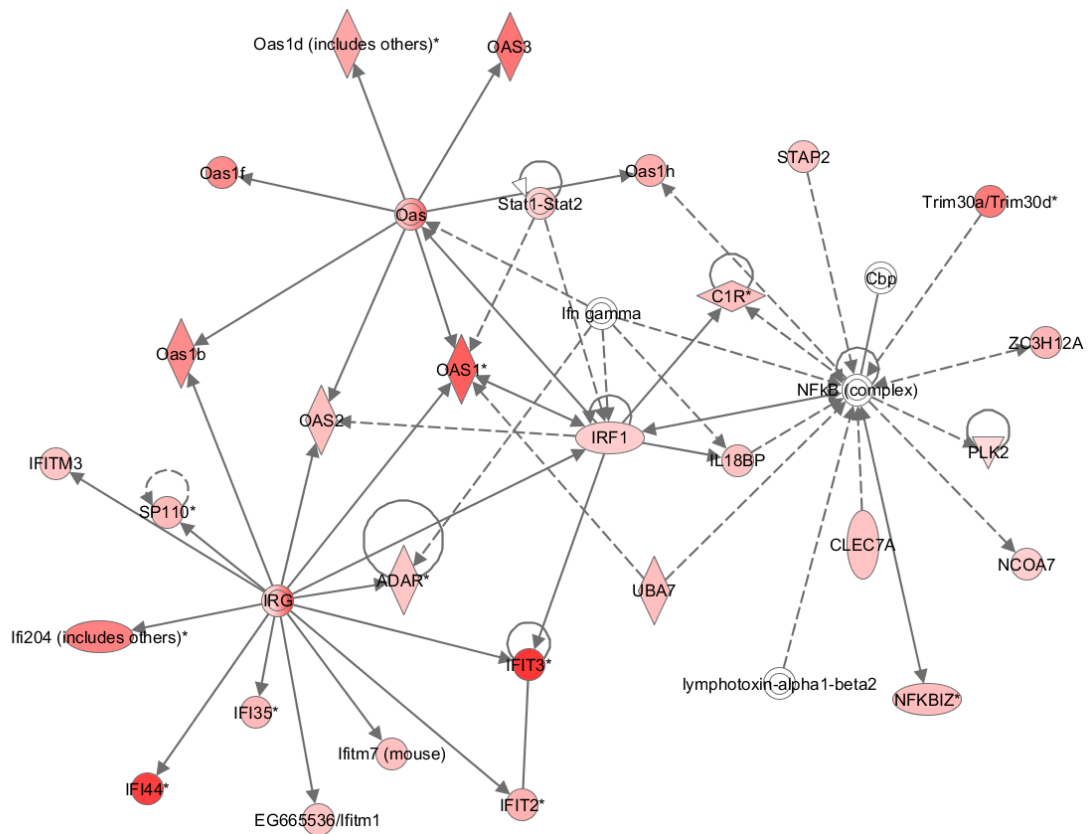 Oas1d (includes others)*
OAS3
STAP2
Oas1f
Oas1h
Stat1-Stat2
Trim30a/Trim30d*
Oas
Cbp
C1R*
Ifn gamma
ZC3H12A
Oas1b
OAS1*
NFkB (complex)
OAS2
IRF1
PLK2
IL18BP
IFITM3
SP110*
CLEC7A
NCOA7
ADAR*
UBA7
IRG
Ifi204 (includes others)*
IFIT3*
lymphotoxin-alpha1-beta2
NFKBIZ*
IFI35*
Ifitm7 (mouse)
IFI44*
IFIT2*
EG665536/Ifitm1